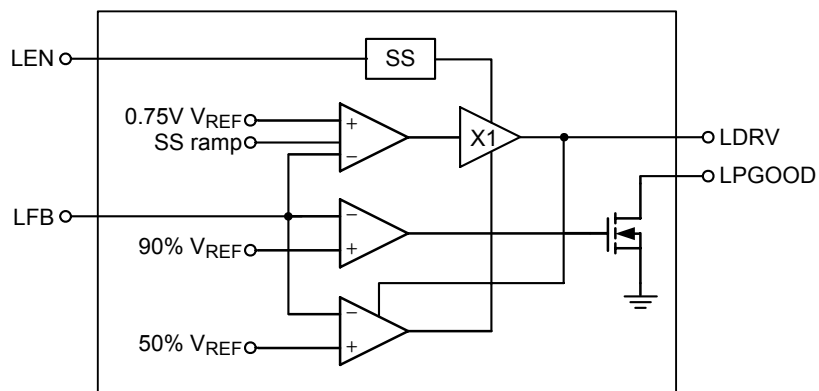 LEN
SS
0.75V VREF
SS ramp
+
−
X1
LDRV
LPGOOD
LFB
−
+
90% VREF
−
+
50% VREF